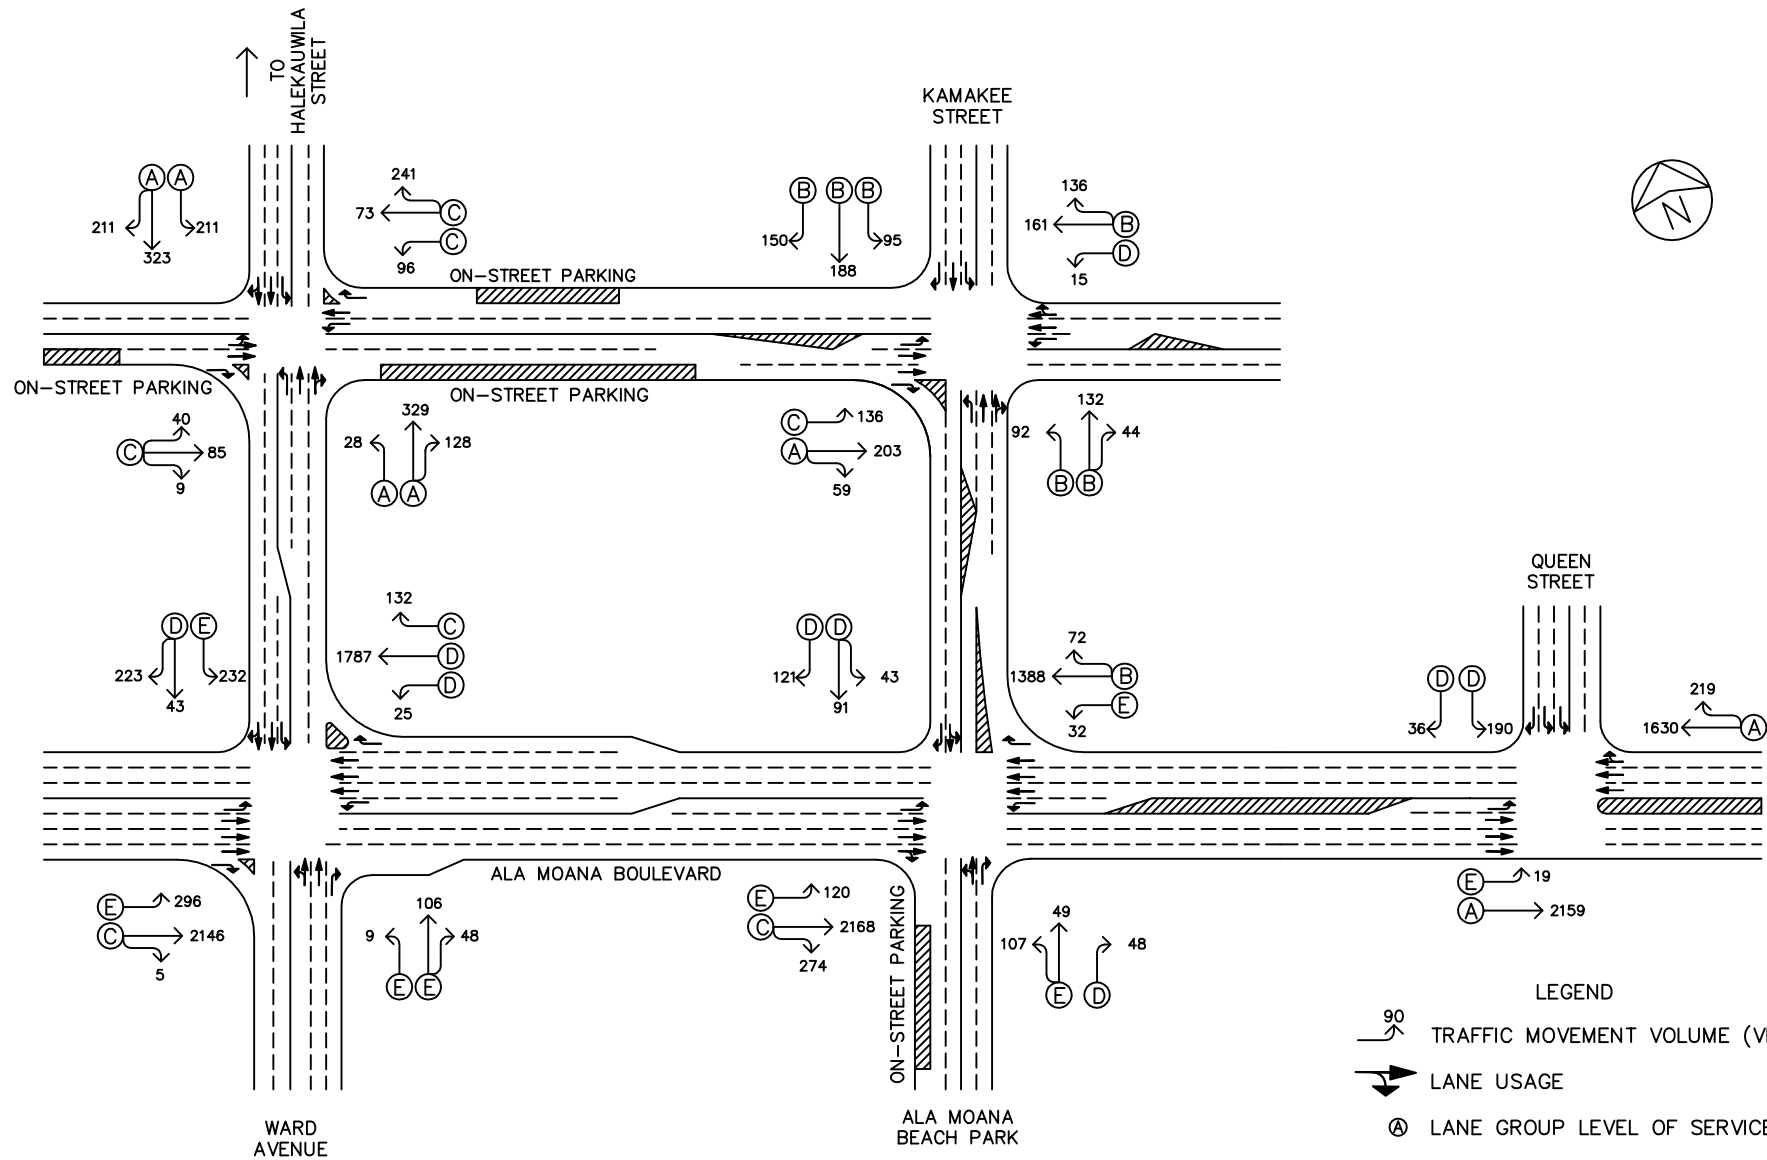 TO
HALEKAUWILA
STREET
KAMAKEE
STREET
A A
211
323
211
241
73 C
C
96
B B B
150
188
95
136
161 B
D
15
N
ON-STREET PARKING
ON-STREET PARKING
ON-STREET PARKING
40
C 85
9
329
28 128
A A
C 136
A 203
59
132
92 44
B B
QUEEN
STREET
D E
223
43
232
132
C
1787 D
D
25
D D
121
91
43
72
1388 B
E
32
D D
36 190
219
1630 A
ALA MOANA BOULEVARD
E 296
C 2146
5
106
9 48
E E
E 120
C 2168
274
ON-STREET PARKING
49
107 48
E D
E 19
A 2159
LEGEND
90
TRAFFIC MOVEMENT VOLUME
LANE USAGE
A LANE GROUP LEVEL OF SERVICE
WARD
AVENUE
ALA MOANA
BEACH PARK